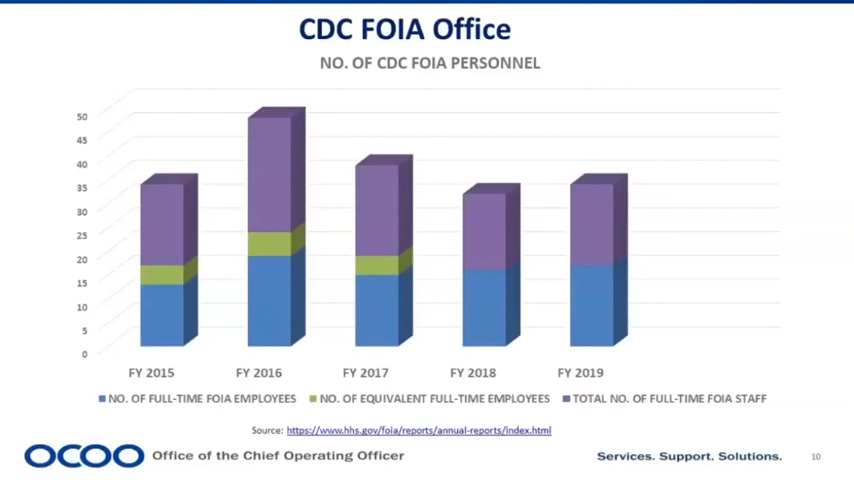 CDC FOIA Office
NO. OF CDC FOIA PERSONNEL
50
45
40
35
30
25
20
15
10
5
0
FY 2015 FY 2016 FY 2017 FY 2018 FY 2019
NO. OF FULL-TIME FOIA EMPLOYEES NO. OF EQUIVALENT FULL-TIME EMPLOYEES TOTAL NO. OF FULL-TIME FOIA STAFF
Source: https://www.hhs.gov/foia/reports/annual-reports/index.html
OCOO Office of the Chief Operating Officer Services. Support. Solutions. 10